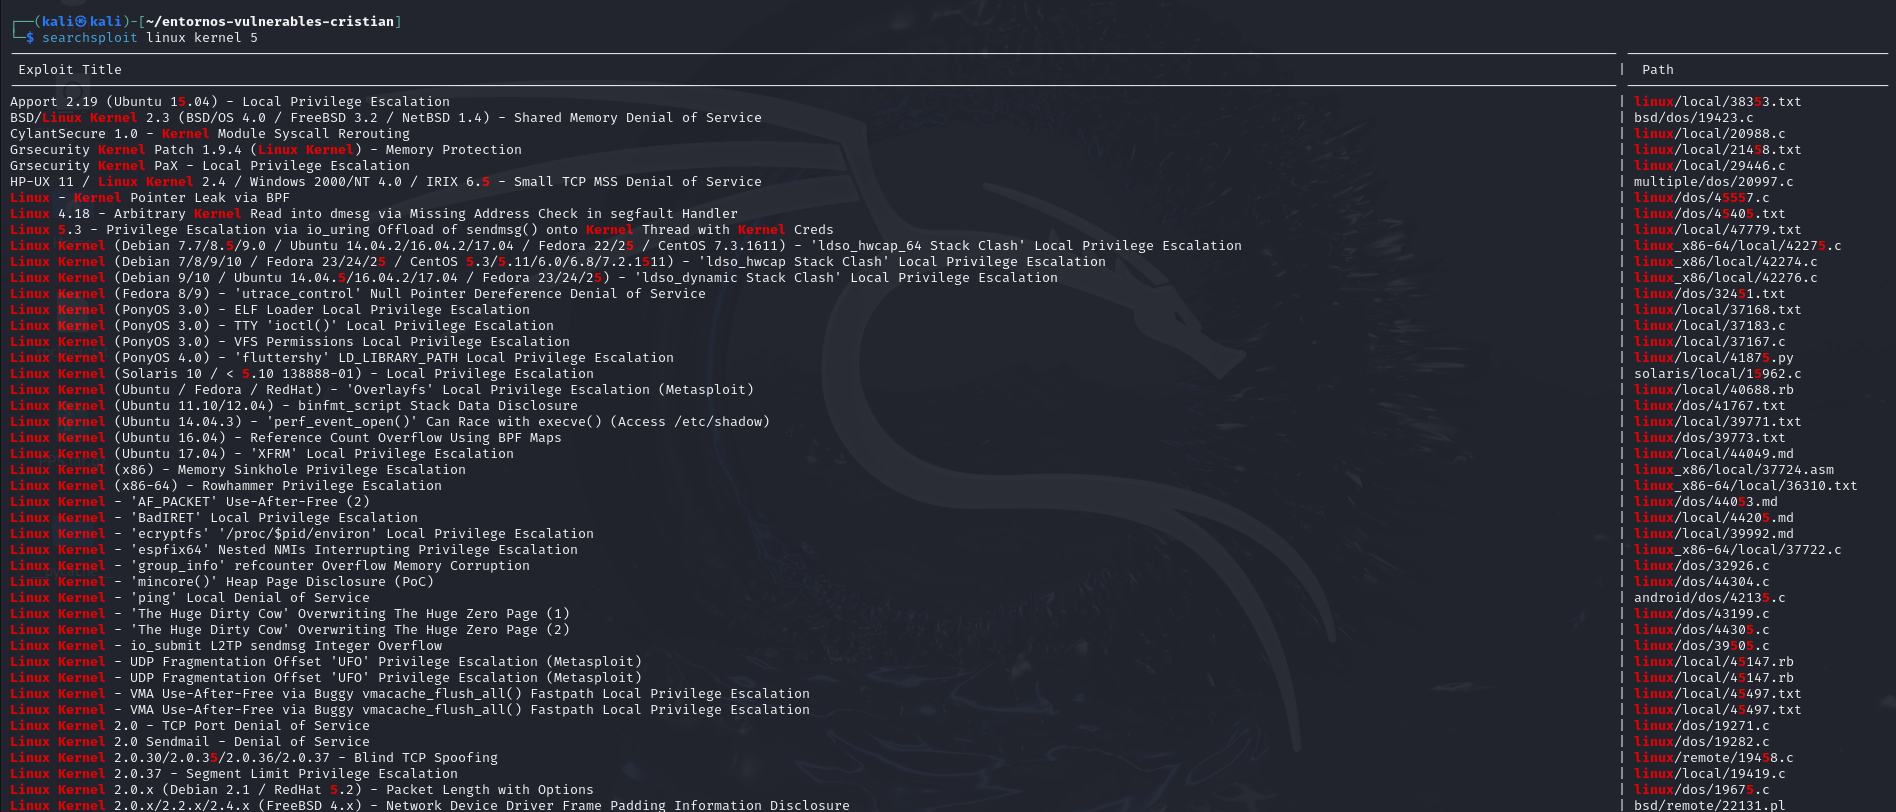 ┌──(kali㉿kali)-[~/entornos-vulnerables-cristian]
└─$ searchsploit linux kernel 5
Exploit Title | Path
Apport 2.19 (Ubuntu 15.04) - Local Privilege Escalation | linux/local/38353.txt
BSD/Linux Kernel 2.3 (BSD/OS 4.0 / FreeBSD 3.2 / NetBSD 1.4) - Shared Memory Denial of Service | bsd/dos/19423.c
CylantSecure 1.0 - Kernel Module Syscall Rerouting | linux/local/20988.c
Grsecurity Kernel Patch 1.9.4 (Linux Kernel) - Memory Protection | linux/local/21458.txt
Grsecurity Kernel PaX - Local Privilege Escalation | linux/local/29446.c
HP-UX 11 / Linux Kernel 2.4 / Windows 2000/NT 4.0 / IRIX 6.5 - Small TCP MSS Denial of Service | multiple/dos/20997.c
Linux - Kernel Pointer Leak via BPF | linux/dos/45557.c
Linux 4.18 - Arbitrary Kernel Read into dmesg via Missing Address Check in segfault Handler | linux/dos/45405.txt
Linux 5.3 - Privilege Escalation via io_uring Offload of sendmsg() onto Kernel Thread with Kernel Creds | linux/local/47779.txt
Linux Kernel (Debian 7.7/8.5/9.0 / Ubuntu 14.04.2/16.04.2/17.04 / Fedora 22/25 / CentOS 7.3.1611) - 'ldso_hwcap_64 Stack Clash' Local Privilege Escalation | linux_x86-64/local/42275.c
Linux Kernel (Debian 7/8/9/10 / Fedora 23/24/25 / CentOS 5.3/5.11/6.0/6.8/7.2.1511) - 'ldso_hwcap Stack Clash' Local Privilege Escalation | linux_x86/local/42274.c
Linux Kernel (Debian 9/10 / Ubuntu 14.04.5/16.04.2/17.04 / Fedora 23/24/25) - 'ldso_dynamic Stack Clash' Local Privilege Escalation | linux_x86/local/42276.c
Linux Kernel (Fedora 8/9) - 'utrace_control' Null Pointer Dereference Denial of Service | linux/dos/32451.txt
Linux Kernel (PonyOS 3.0) - ELF Loader Local Privilege Escalation | linux/local/37168.txt
Linux Kernel (PonyOS 3.0) - TTY 'ioctl()' Local Privilege Escalation | linux/local/37183.c
Linux Kernel (PonyOS 3.0) - VFS Permissions Local Privilege Escalation | linux/local/37167.c
Linux Kernel (PonyOS 4.0) - 'fluttershy' LD_LIBRARY_PATH Local Privilege Escalation | linux/local/41875.py
Linux Kernel (Solaris 10 / < 5.10 138888-01) - Local Privilege Escalation | solaris/local/15962.c
Linux Kernel (Ubuntu / Fedora / RedHat) - 'Overlayfs' Local Privilege Escalation (Metasploit) | linux/local/40688.rb
Linux Kernel (Ubuntu 11.10/12.04) - binfmt_script Stack Data Disclosure | linux/dos/41767.txt
Linux Kernel (Ubuntu 14.04.3) - 'perf_event_open()' Can Race with execve() (Access /etc/shadow) | linux/local/39771.txt
Linux Kernel (Ubuntu 16.04) - Reference Count Overflow Using BPF Maps | linux/dos/39773.txt
Linux Kernel (Ubuntu 17.04) - 'XFRM' Local Privilege Escalation | linux/local/44049.md
Linux Kernel (x86) - Memory Sinkhole Privilege Escalation | linux_x86/local/37724.asm
Linux Kernel (x86-64) - Rowhammer Privilege Escalation | linux_x86-64/local/36310.txt
Linux Kernel - 'AF_PACKET' Use-After-Free (2) | linux/dos/44053.md
Linux Kernel - 'BadIRET' Local Privilege Escalation | linux/local/44205.md
Linux Kernel - 'ecryptfs' '/proc/$pid/environ' Local Privilege Escalation | linux/local/39992.md
Linux Kernel - 'espfix64' Nested NMIs Interrupting Privilege Escalation | linux_x86-64/local/37722.c
Linux Kernel - 'group_info' refcounter Overflow Memory Corruption | linux/dos/32926.c
Linux Kernel - 'mincore()' Heap Page Disclosure (PoC) | linux/dos/44304.c
Linux Kernel - 'ping' Local Denial of Service | android/dos/42135.c
Linux Kernel - 'The Huge Dirty Cow' Overwriting The Huge Zero Page (1) | linux/dos/43199.c
Linux Kernel - 'The Huge Dirty Cow' Overwriting The Huge Zero Page (2) | linux/dos/44305.c
Linux Kernel - io_submit L2TP sendmsg Integer Overflow | linux/dos/39505.c
Linux Kernel - UDP Fragmentation Offset 'UFO' Privilege Escalation (Metasploit) | linux/local/45147.rb
Linux Kernel - UDP Fragmentation Offset 'UFO' Privilege Escalation (Metasploit) | linux/local/45147.rb
Linux Kernel - VMA Use-After-Free via Buggy vmacache_flush_all() Fastpath Local Privilege Escalation | linux/local/45497.txt
Linux Kernel - VMA Use-After-Free via Buggy vmacache_flush_all() Fastpath Local Privilege Escalation | linux/local/45497.txt
Linux Kernel 2.0 - TCP Port Denial of Service | linux/dos/19271.c
Linux Kernel 2.0 Sendmail - Denial of Service | linux/dos/19282.c
Linux Kernel 2.0.30/2.0.35/2.0.36/2.0.37 - Blind TCP Spoofing | linux/remote/19458.c
Linux Kernel 2.0.37 - Segment Limit Privilege Escalation | linux/local/19419.c
Linux Kernel 2.0.x (Debian 2.1 / RedHat 5.2) - Packet Length with Options | linux/dos/19675.c
Linux Kernel 2.0.x/2.2.x/2.4.x (FreeBSD 4.x) - Network Device Driver Frame Padding Information Disclosure | bsd/remote/22131.pl